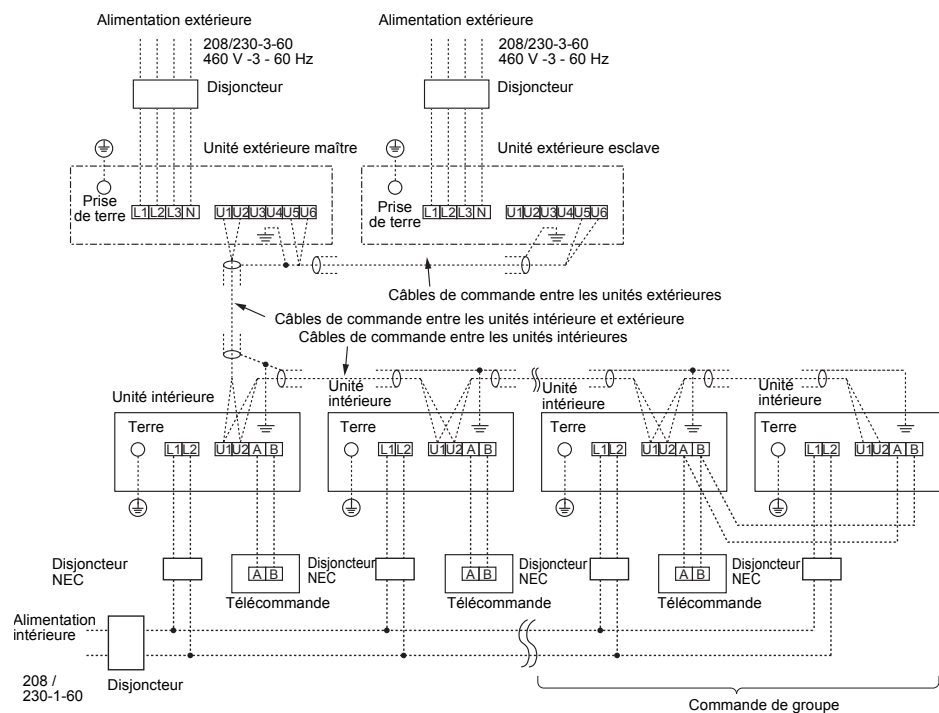 Alimentation extérieure
208/230-3-60
460 V -3 - 60 Hz
Disjoncteur
Alimentation extérieure
208/230-3-60
460 V -3 - 60 Hz
Disjoncteur
Unité extérieure maître
Prise
de terre
L1 L2 L3 N
U1 U2 U3 U4 U5 U6
Unité extérieure esclave
Prise
de terre
L1 L2 L3 N
U1 U2 U3 U4 U5 U6
Câbles de commande entre les unités extérieures
Câbles de commande entre les unités intérieure et extérieure
Câbles de commande entre les unités intérieures
Unité intérieure
Terre
L1 L2
U1 U2 A B
Unité
intérieure
Terre
L1 L2
U1 U2 A B
Unité
intérieure
Terre
L1 L2
U1 U2 A B
Unité
intérieure
Terre
L1 L2
U1 U2 A B
Disjoncteur
NEC
A B
Télécommande
Disjoncteur
NEC
A B
Télécommande
Disjoncteur
NEC
A B
Télécommande
Disjoncteur
NEC
Alimentation
intérieure
208 /
230-1-60
Disjoncteur
Commande de groupe